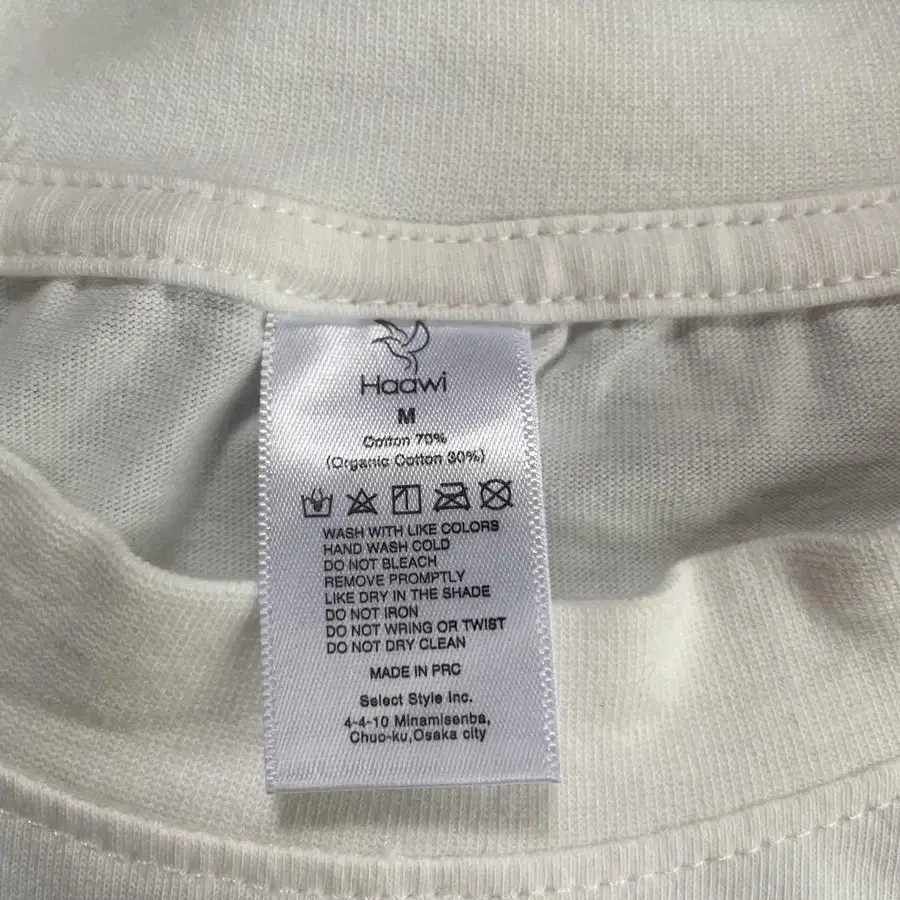 Haawi
M
Cotton 70%
(Organic Cotton 30%)
WASH WITH LIKE COLORS
HAND WASH COLD
DO NOT BLEACH
REMOVE PROMPTLY
LIKE DRY IN THE SHADE
DO NOT IRON
DO NOT WRING OR TWIST
DO NOT DRY CLEAN
MADE IN PRC
Select Style Inc.
4-4-10 Minamisenba,
Chuo-ku,Osaka city